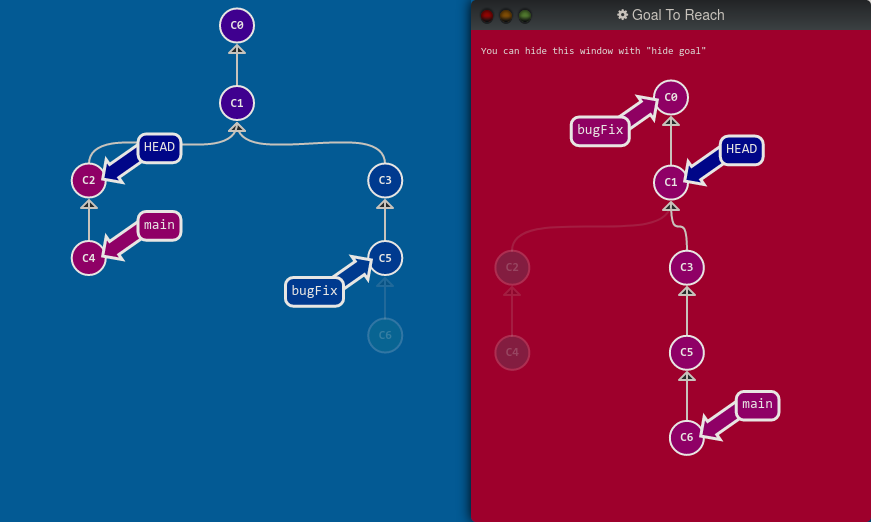 C0
C1
C2
HEAD
C3
main
C4
C5
bugFix
C6
Goal To Reach
You can hide this window with "hide goal"
C0
bugFix
HEAD
C1
C2
C3
C4
C5
main
C6